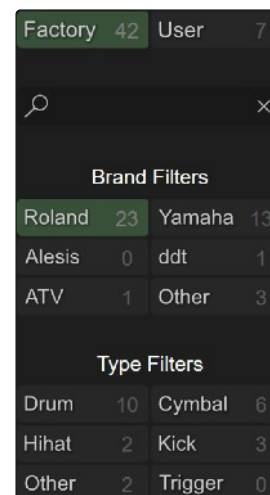 Factory 42 User 7
×
Brand Filters
Roland 23 Yamaha 13
Alesis 0 ddt 1
ATV 1 Other 3
Type Filters
Drum 10 Cymbal 6
Hihat 2 Kick 3
Other 2 Trigger 0